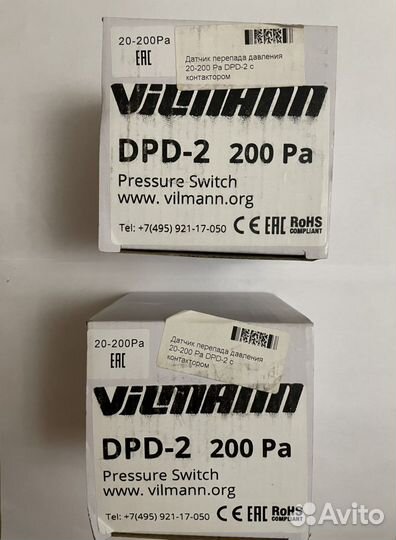 20-200Pa
EAC
Датчик перепада давления
20-200 Pa DPD-2 с
контактором
VILMANN
DPD-2 200 Pa
Pressure Switch
www. vilmann.org
Tel: +7(495) 921-17-050 CE EAC RoHS
COMPLIANT
20-200Pa
EAC
Датчик перепада давления
20-200 Pa DPD-2 с
контактором
VILMANN
DPD-2 200 Pa
Pressure Switch
www. vilmann.org
Tel: +7(495) 921-17-050 CE EAC RoHS
COMPLIANT
Avito